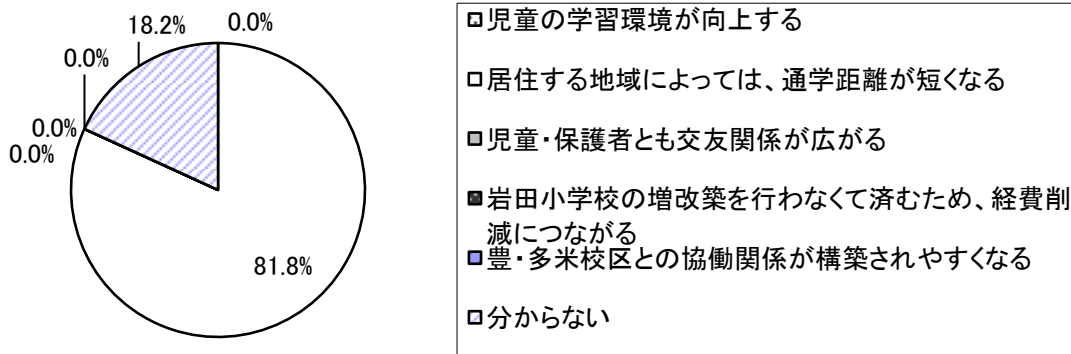 18.2%
0.0%
0.0%
0.0%
0.0%
81.8%
児童の学習環境が向上する
居住する地域によっては、通学距離が短くなる
児童・保護者とも交友関係が広がる
岩田小学校の増改築を行わなくて済むため、経費削
減につながる
豊・多米校区との協働関係が構築されやすくなる
分からない